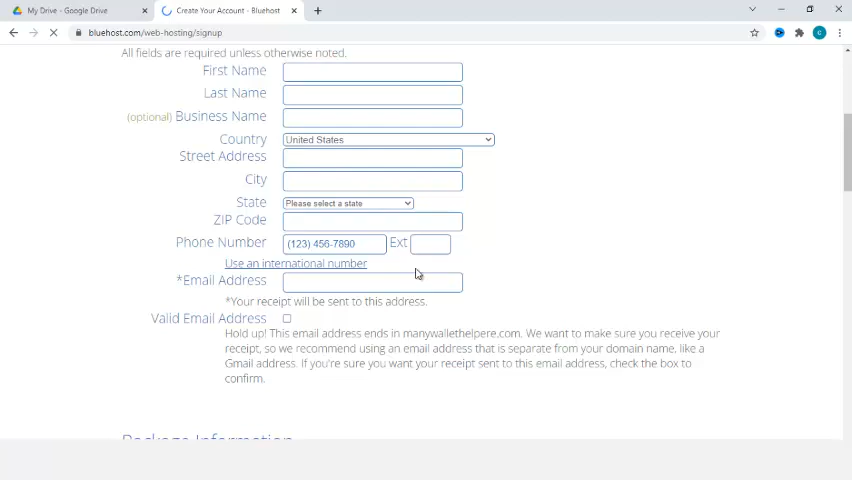 My Drive - Google Drive
Create Your Account - Bluehost
bluehost.com/web-hosting/signup
c
All fields are required unless otherwise noted.
First Name
Last Name
(optional) Business Name
Country United States
Street Address
City
State Please select a state
ZIP Code
Phone Number (123) 456-7890 Ext
Use an international number
*Email Address
*Your receipt will be sent to this address.
Valid Email Address
Hold up! This email address ends in manywallethelpere.com. We want to make sure you receive your
receipt, so we recommend using an email address that is separate from your domain name, like a
Gmail address. If you're sure you want your receipt sent to this email address, check the box to
confirm.
Package Information